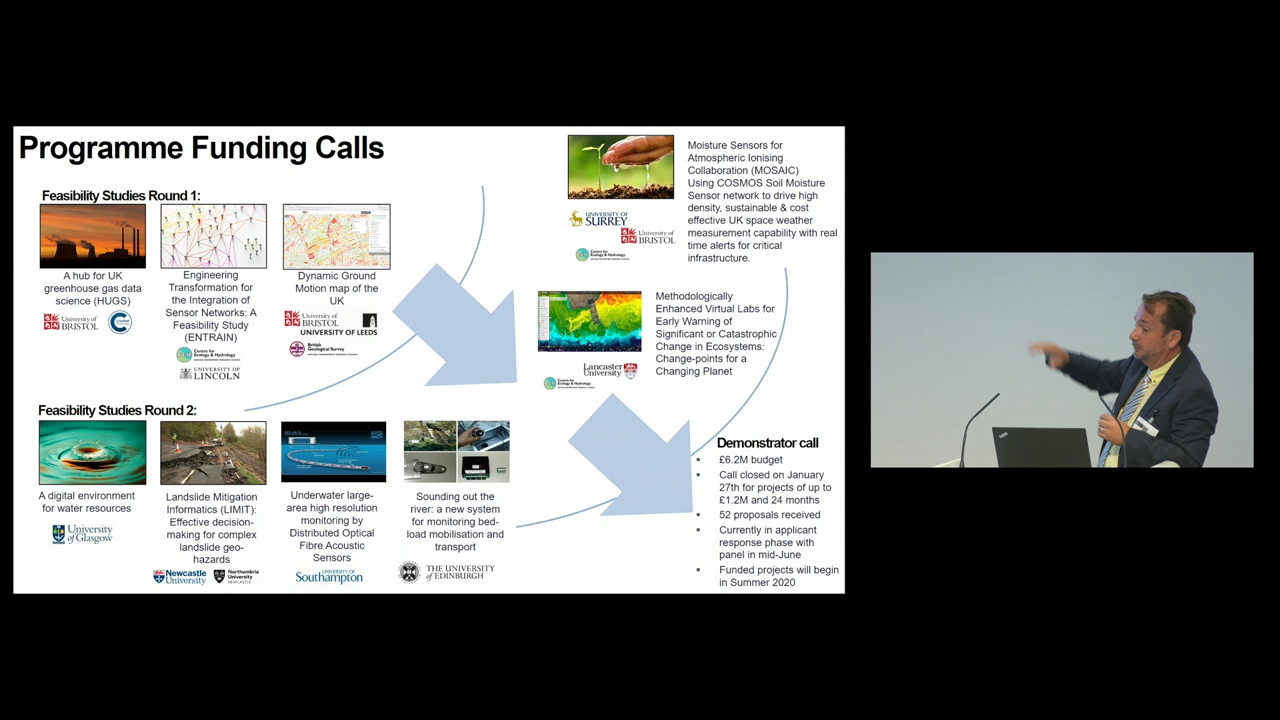 Programme Funding Calls
Feasibility Studies Round 1:
A hub for UK
greenhouse gas data
science (HUGS)
University of
BRISTOL
Engineering
Transformation for
the Integration of
Sensor Networks: A
Feasibility Study
(ENTRAIN)
Centre for
Ecology & Hydrology
UNIVERSITY OF
LINCOLN
Dynamic Ground
Motion map of the
UK
University of
BRISTOL
UNIVERSITY OF LEEDS
British
Geological Survey
Feasibility Studies Round 2:
A digital environment
for water resources
University
of Glasgow
Landslide Mitigation
Informatics (LIMIT):
Effective decision-
making for complex
landslide geo-
hazards
Newcastle
University
Northumbria
University
NEWCASTLE
Underwater large-
area high resolution
monitoring by
Distributed Optical
Fibre Acoustic
Sensors
UNIVERSITY OF
Southampton
Sounding out the
river: a new system
for monitoring bed-
load mobilisation and
transport
THE UNIVERSITY
of EDINBURGH
Moisture Sensors for
Atmospheric Ionising
Collaboration (MOSAIC)
Using COSMOS Soil Moisture
Sensor network to drive high
density, sustainable & cost
effective UK space weather
measurement capability with real
time alerts for critical
infrastructure.
UNIVERSITY OF
SURREY
University of
BRISTOL
Centre for
Ecology & Hydrology
Methodologically
Enhanced Virtual Labs for
Early Warning of
Significant or Catastrophic
Change in Ecosystems:
Change-points for a
Changing Planet
Lancaster
University
Centre for
Ecology & Hydrology
Demonstrator call
▪ £6.2M budget
▪ Call closed on January
27th for projects of up to
£1.2M and 24 months
▪ 52 proposals received
▪ Currently in applicant
response phase with
panel in mid-June
▪ Funded projects will begin
in Summer 2020